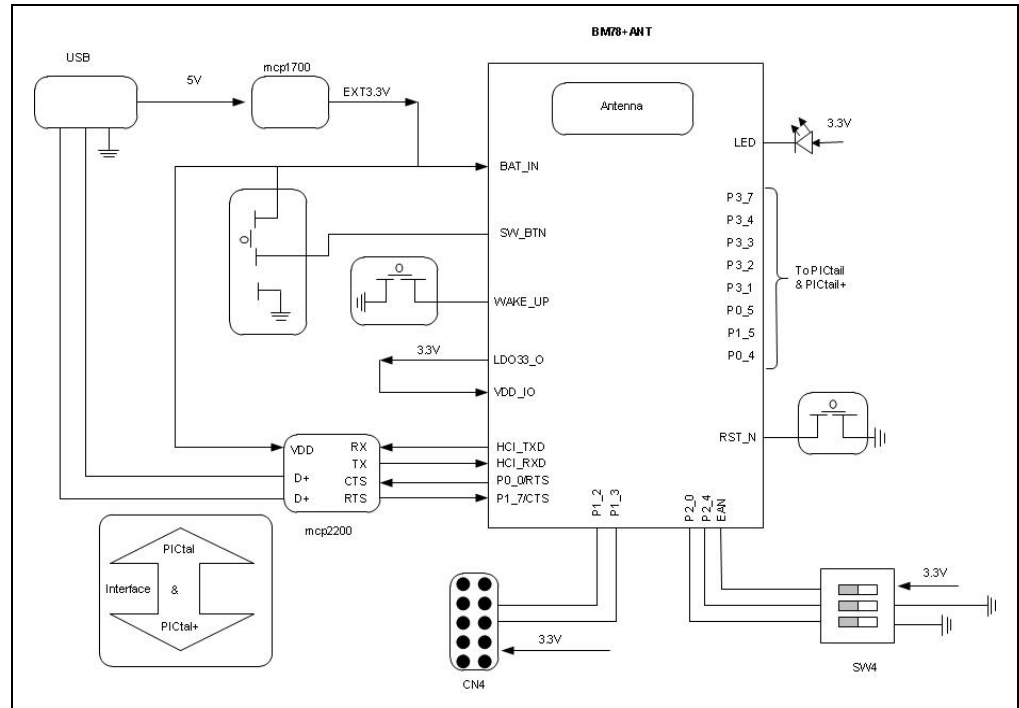 BM78+ANT
USB
5V
mcp1700
EXT3.3V
Antenna
LED
3.3V
BAT_IN
SW_BTN
WAKE_UP
3.3V
LDO33_O
VDD_IO
P3_7
P3_4
P3_3
P3_2
P3_1
P0_5
P1_5
P0_4
To PICtail
& PICtail+
RST_N
VDD
D+
D+
RX
TX
CTS
RTS
mcp2200
HCI_TXD
HCI_RXD
P0_0/RTS
P1_7/CTS
P1_2
P1_3
P2_0
P2_4
EAN
PICtal
Interface
&
PICtal+
3.3V
CN4
3.3V
SW4